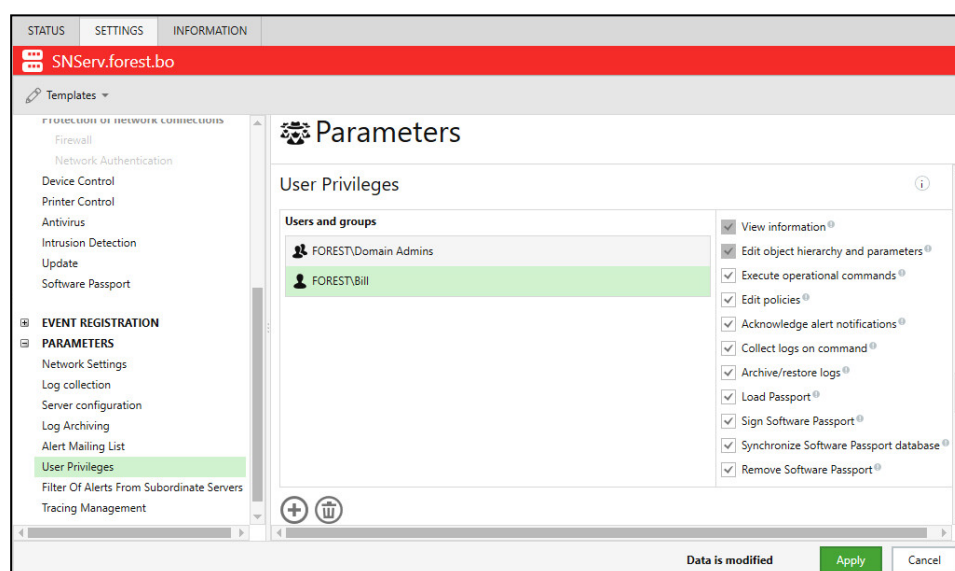 STATUS SETTINGS INFORMATION
SNServ.forest.bo
Templates
Protection of network connections
Firewall
Network Authentication
Device Control
Printer Control
Antivirus
Intrusion Detection
Update
Software Passport
EVENT REGISTRATION
PARAMETERS
Network Settings
Log collection
Server configuration
Log Archiving
Alert Mailing List
User Privileges
Filter Of Alerts From Subordinate Servers
Tracing Management
Parameters
User Privileges
Users and groups
FOREST\Domain Admins
FOREST\Bill
View information
Edit object hierarchy and parameters
Execute operational commands
Edit policies
Acknowledge alert notifications
Collect logs on command
Archive/restore logs
Load Passport
Sign Software Passport
Synchronize Software Passport database
Remove Software Passport
Data is modified Apply Cancel